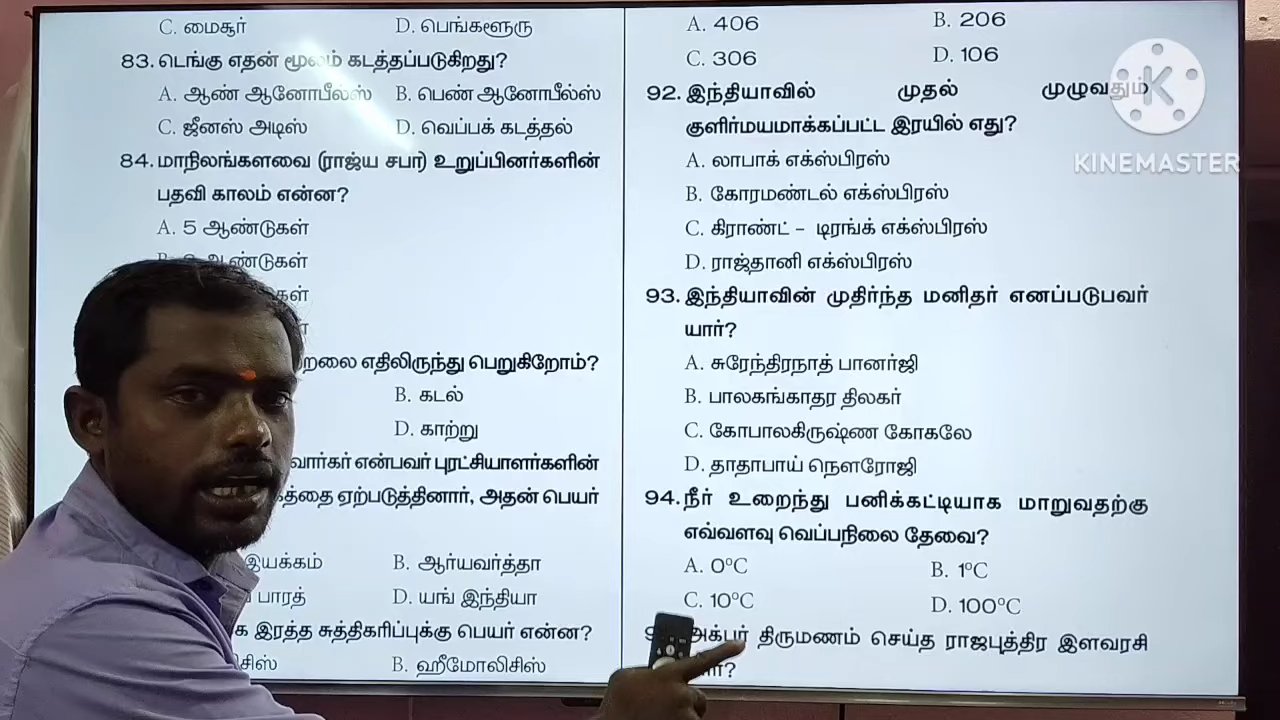 C. மைசூர்
D. பெங்களூரு
83. டெங்கு எதன் மூலம் கடத்தப்படுகிறது?
A. ஆண் ஆனோபீல்ஸ்
B. பெண் ஆனோபீல்ஸ்
C. ஜீனஸ் அடிஸ்
D. வெப்பக் கடத்தல்
84. மாநிலங்களவை (ராஜ்ய சபா) உறுப்பினர்களின்
பதவி காலம் என்ன?
A. 5 ஆண்டுகள்
ஆண்டுகள்
எதிலிருந்து பெறுகிறோம்?
B. கடல்
D. காற்று
என்பவர் புரட்சியாளர்களின்
ஏற்படுத்தினார், அதன் பெயர்
இயக்கம்
B. ஆர்யவர்த்தா
பாரத்
D. யங் இந்தியா
இரத்த சுத்திகரிப்புக்கு பெயர் என்ன?
B. ஹீமோலிசிஸ்
A. 406
B. 206
C. 306
D. 106
92. இந்தியாவில் முதல் முழுவதும்
குளிர்மயமாக்கப்பட்ட இரயில் எது?
A. லாபாக் எக்ஸ்பிரஸ்
B. கோரமண்டல் எக்ஸ்பிரஸ்
C. கிராண்ட் – டிரங்க் எக்ஸ்பிரஸ்
D. ராஜ்தானி எக்ஸ்பிரஸ்
93. இந்தியாவின் முதிர்ந்த மனிதர் எனப்படுபவர்
யார்?
A. சுரேந்திரநாத் பானர்ஜி
B. பாலகங்காதர திலகர்
C. கோபாலகிருஷ்ண கோகலே
D. தாதாபாய் நௌரோஜி
94. நீர் உறைந்து பனிக்கட்டியாக மாறுவதற்கு
எவ்வளவு வெப்பநிலை தேவை?
A. 0°C
B. 1°C
C. 10°C
D. 100°C
அக்பர் திருமணம் செய்த ராஜபுத்திர இளவரசி
KINEMASTER